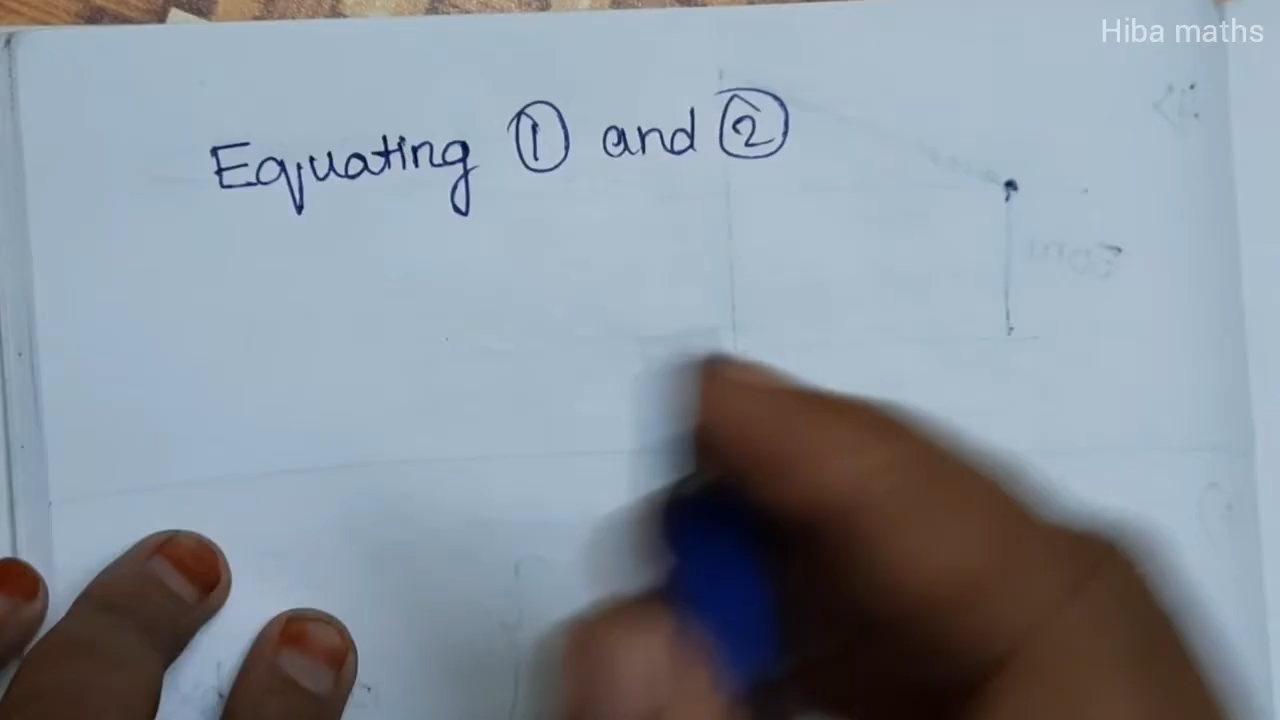 Hiba maths
Equating ① and ②